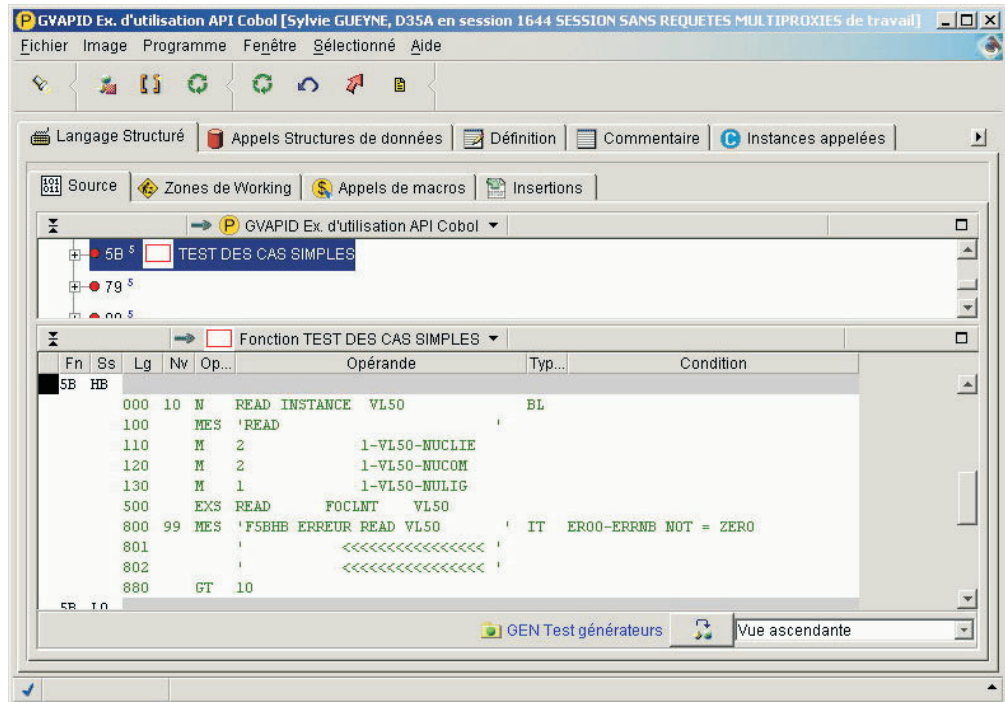 GVAPID Ex. d'utilisation API Cobol [Sylvie GUEYNE, D35A en session 1644 SESSION SANS REQUETES MULTIPROXIES de travail]
Fichier Image Programme Fenêtre Sélectionné Aide
Langage Structuré Appels Structures de données Définition Commentaire Instances appelées
Source Zones de Working Appels de macros Insertions
GVAPID Ex. d'utilisation API Cobol
5B 5 TEST DES CAS SIMPLES
79 5
Fonction TEST DES CAS SIMPLES
Fn Ss Lg Nv Op... Opérande Typ... Condition
5B HB
000 10 N READ INSTANCE VL50 BL
100 MES 'READ '
110 M 2 1-VL50-NUCLIE
120 M 2 1-VL50-NUCOM
130 M 1 1-VL50-NULIG
500 EXS READ FOCLNT VL50
800 99 MES 'F5BHB ERREUR READ VL50 ' IT ER00-ERRNB NOT = ZERO
801 ' <<<<<<<<<<<<<<<<< '
802 ' <<<<<<<<<<<<<<<<< '
880 GT 10
5B LO
GEN Test générateurs Vue ascendante